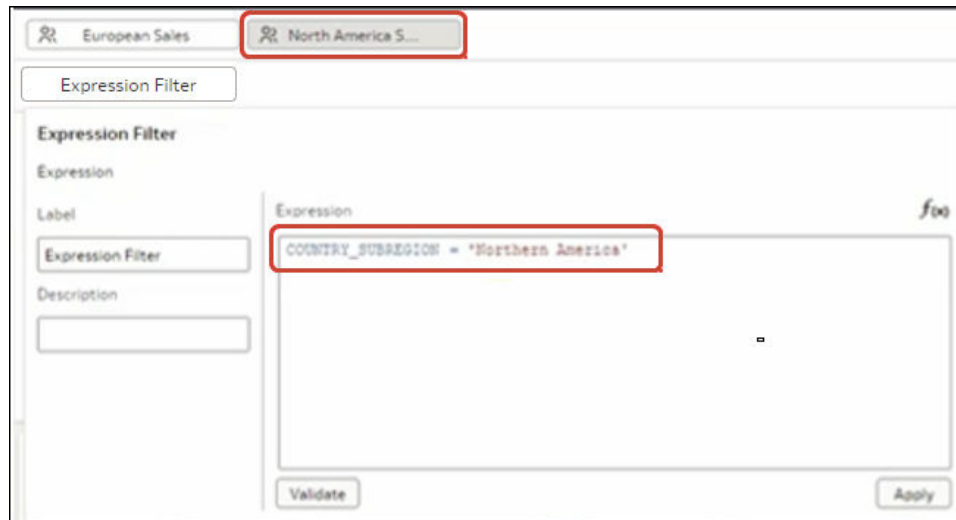 European Sales
North America S...
Expression Filter
Expression Filter
Expression
Label
Expression
f(x)
Expression Filter
COUNTRY_SUBREGION = 'Northern America'
Description
Validate
Apply